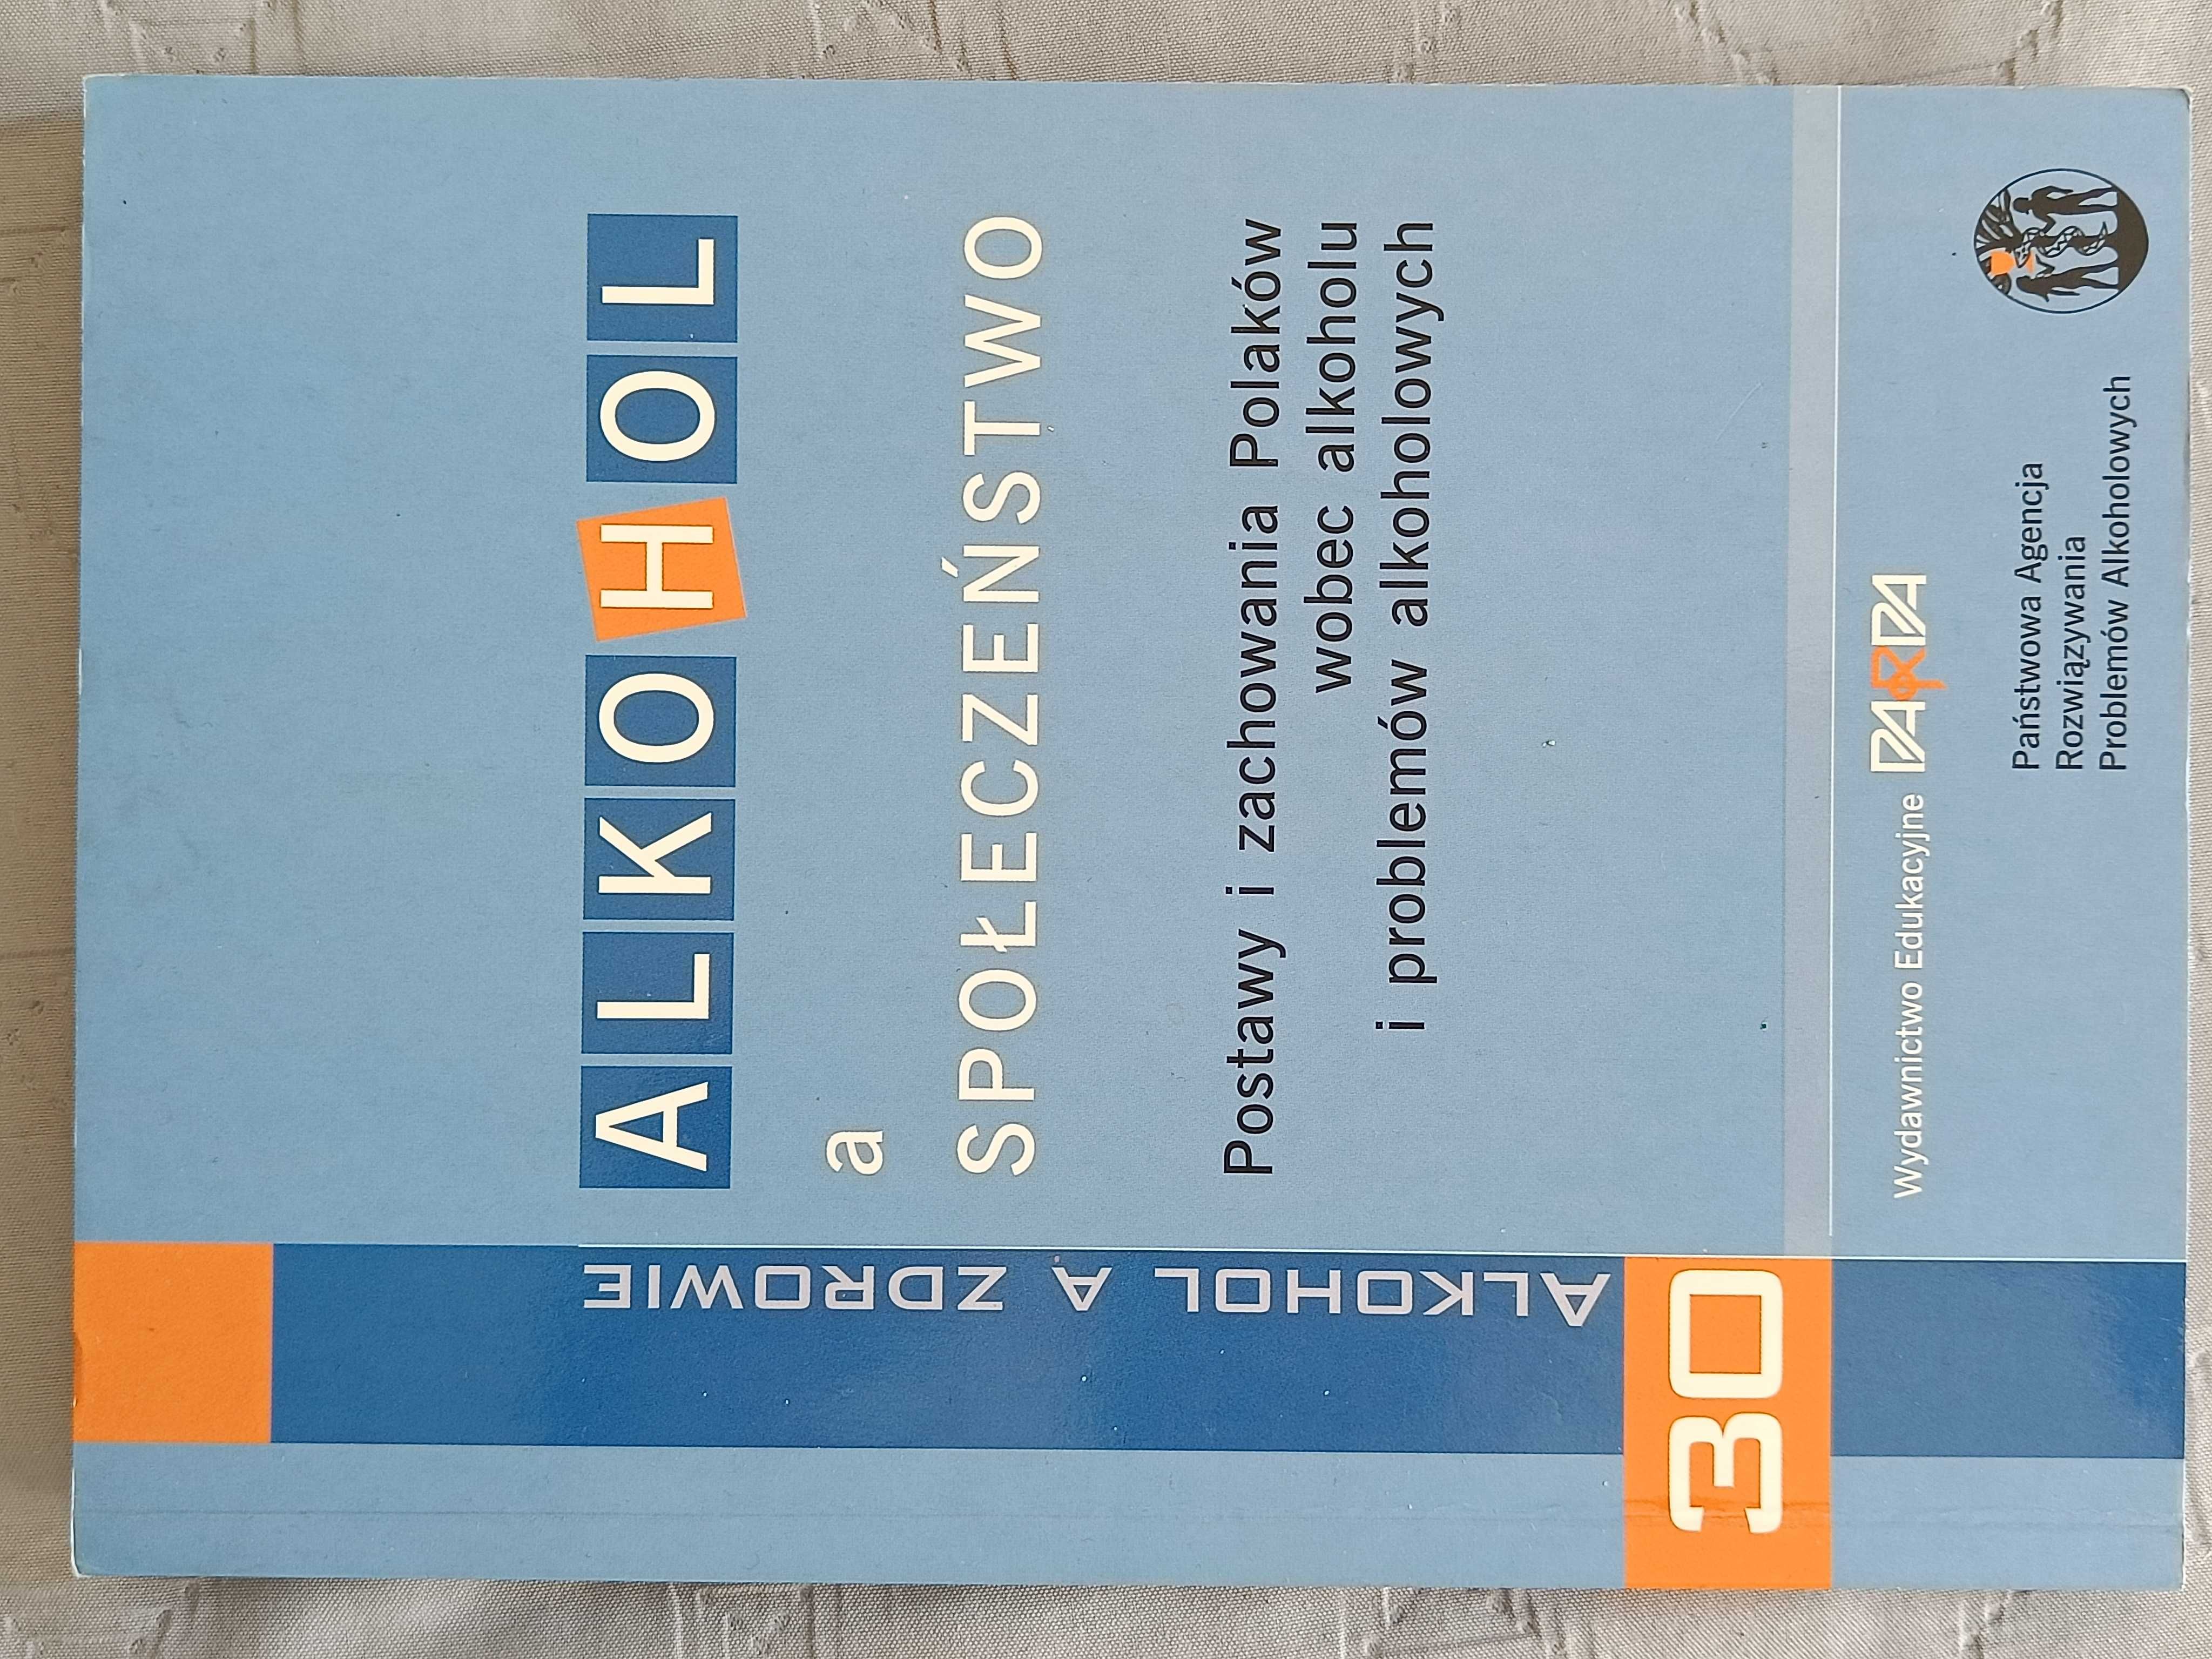 ALKOHOL
a
SPOŁECZEŃSTWO
Postawy i zachowania Polaków
wobec alkoholu
i problemów alkoholowych
ALKOHOL A ZDROWIE
30
Wydawnictwo Edukacyjne PARPA
Państwowa Agencja
Rozwiązywania
Problemów Alkoholowych